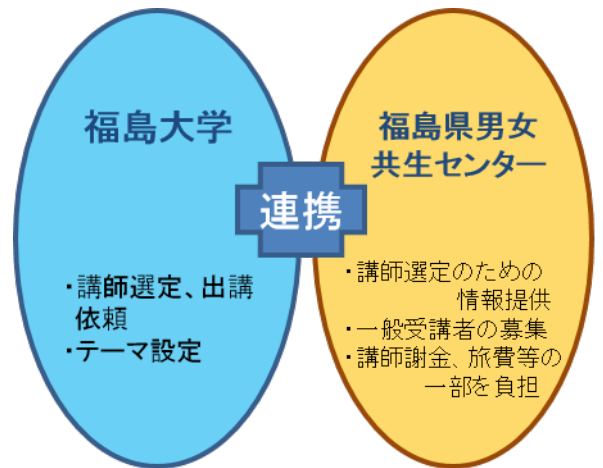 福島大学
・講師選定、出講
依頼
・テーマ設定
連携
福島県男女
共生センター
・講師選定のための
情報提供
・一般受講者の募集
・講師謝金、旅費等の
一部を負担